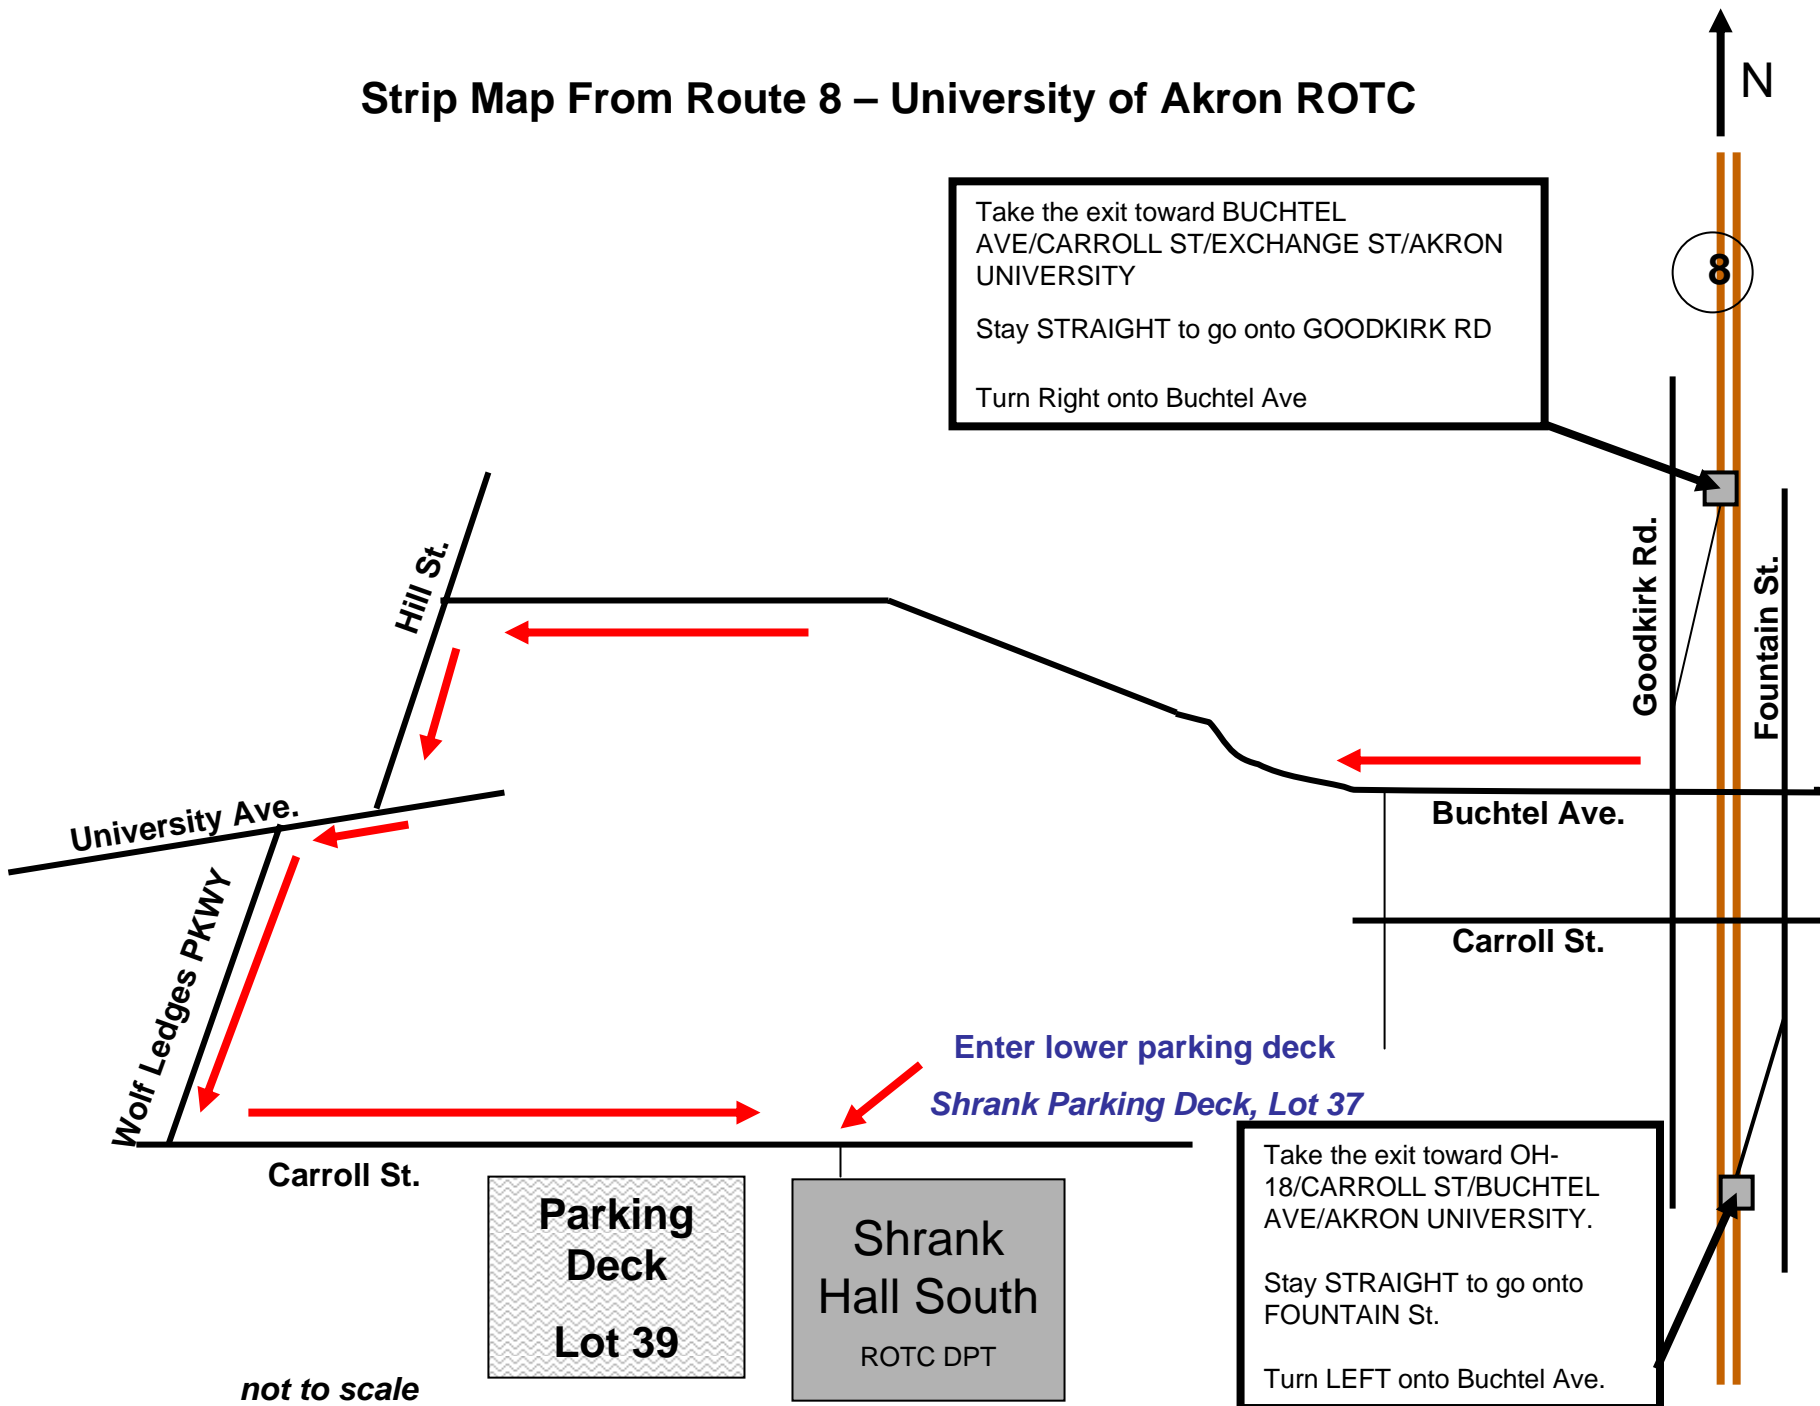 N
Strip Map From Route 8 – University of Akron ROTC
Take the exit toward BUCHTEL
AVE/CARROLL ST/EXCHANGE ST/AKRON
UNIVERSITY
Stay STRAIGHT to go onto GOODKIRK RD
Turn Right onto Buchtel Ave
8
Hill St.
Goodkirk Rd.
Fountain St.
University Ave.
Buchtel Ave.
Wolf Ledges PKWY
Carroll St.
Enter lower parking deck
Shrank Parking Deck, Lot 37
Carroll St.
Parking
Deck
Lot 39
Shrank
Hall South
ROTC DPT
Take the exit toward OH-
18/CARROLL ST/BUCHTEL
AVE/AKRON UNIVERSITY.
Stay STRAIGHT to go onto
FOUNTAIN St.
Turn LEFT onto Buchtel Ave.
not to scale